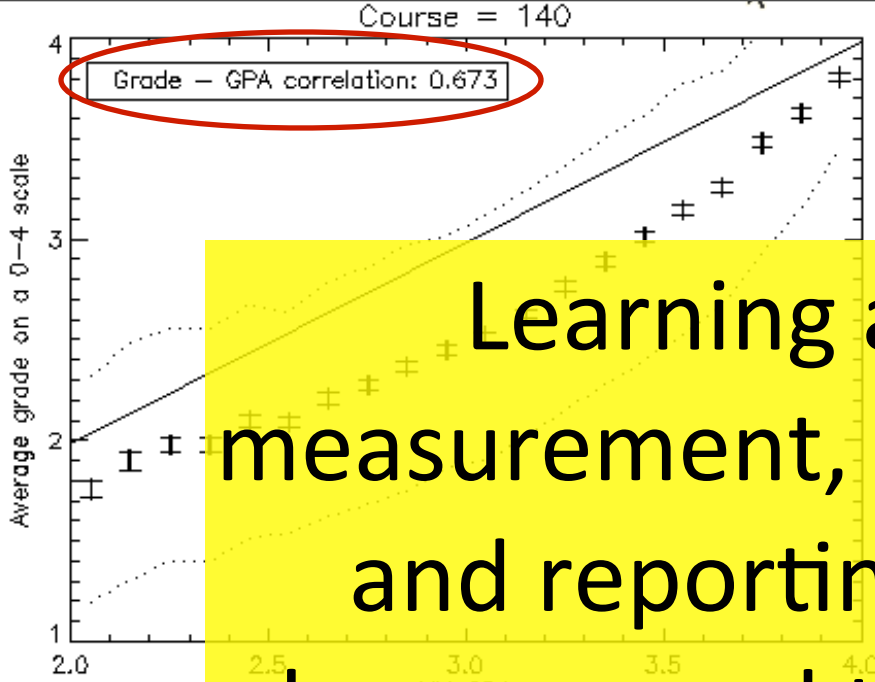 Course = 140
Grade – GPA correlation: 0.673
Average grade on a 0–4 scale
4
3
2
1
2.0 2.5 3.0 3.5 4.0
Learning
measurement,
and reportin